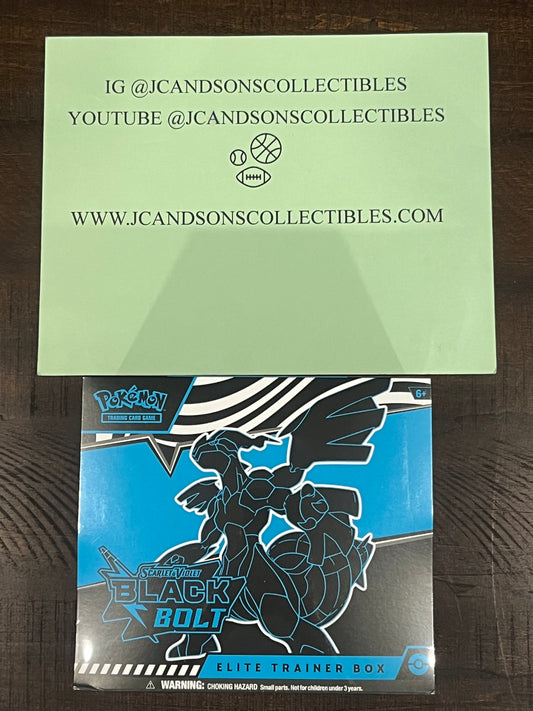 IG @JCANDSONSCOLLECTIBLES
YOUTUBE @JCANDSONSCOLLECTIBLES
WWW.JCANDSONSCOLLECTIBLES.COM
POKÉMON
TRADING CARD GAME
6+
SCARLET & VIOLET
BLACK
BOLT
ELITE TRAINER BOX
WARNING: CHOKING HAZARD Small parts. Not for children under 3 years.